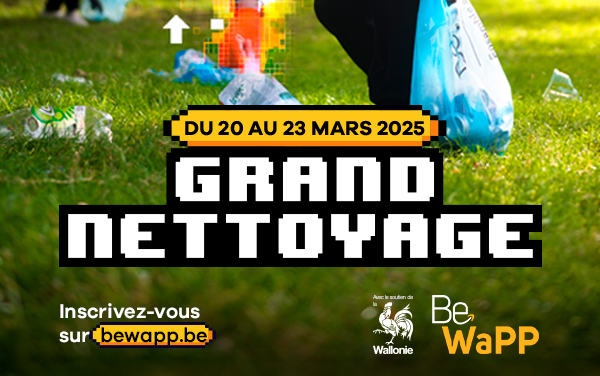 DU 20 AU 23 MARS 2025
GRAND
NETTOYAGE
Inscrivez-vous
sur bewapp.be
Avec le soutien de
la
Wallonie
Be
WaPP